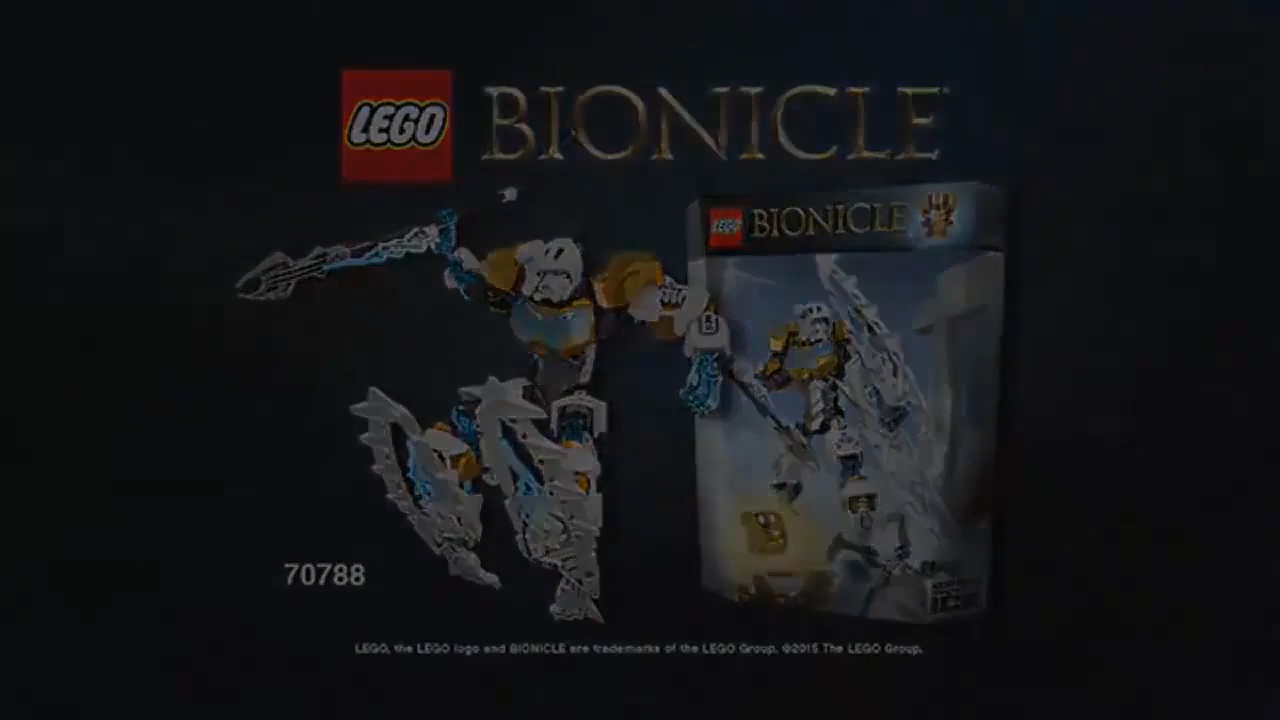 LEGO BIONICLE
LEGO BIONICLE
70788
LEGO, the LEGO logo and BIONICLE are trademarks of the LEGO Group. ©2015 The LEGO Group.